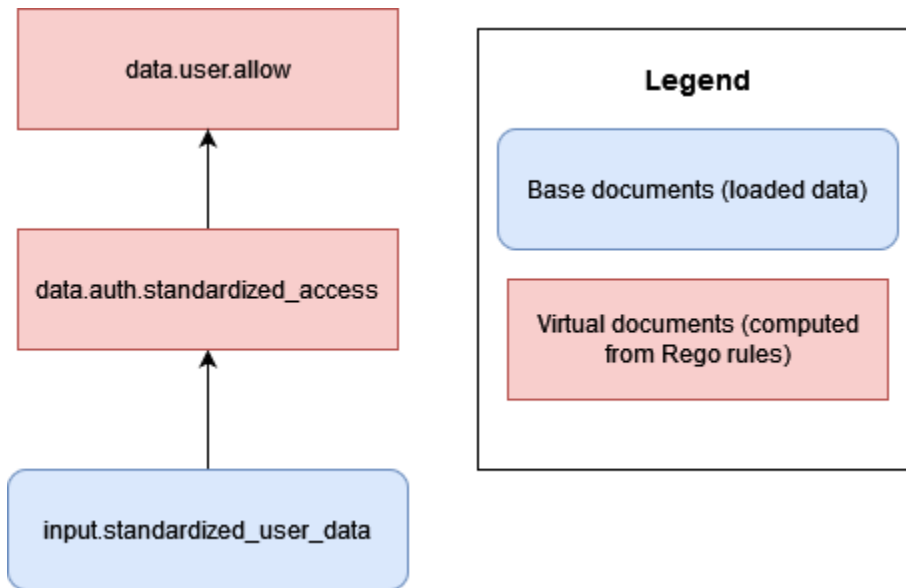 data.user.allow
data.auth.standardized_access
input.standardized_user_data
Legend
Base documents (loaded data)
Virtual documents (computed
from Rego rules)